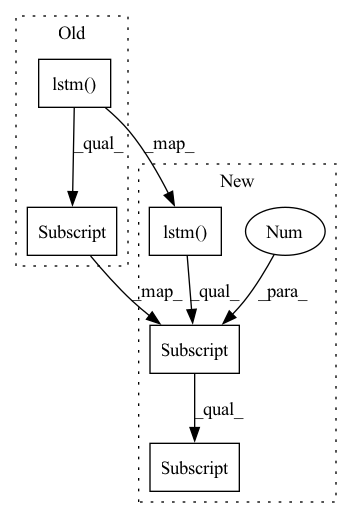 Old
lstm()
_qual_
_map_
New
Subscript
lstm()
Num
_map_
_qual_
_para_
Subscript
_qual_
Subscript